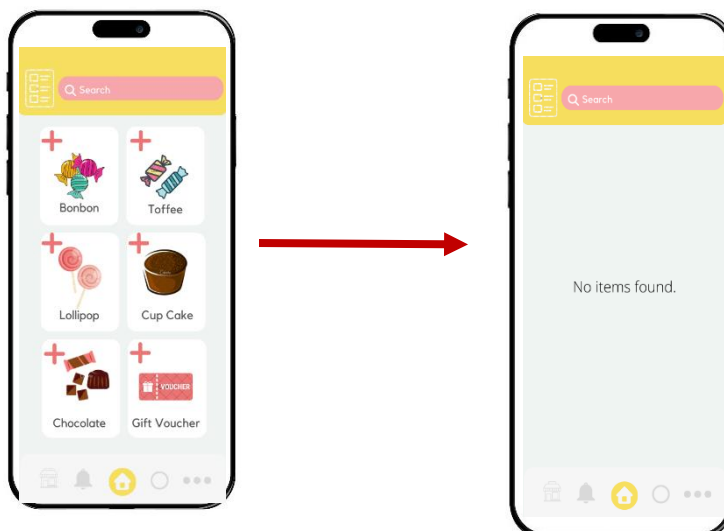 Search
Bonbon
Toffee
Lollipop
Cup Cake
VOUCHER
Chocolate
Gift Voucher
Search
No items found.